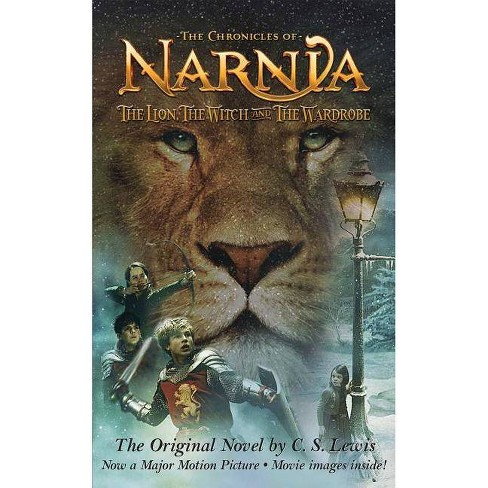 -The Chronicles of-
NARNIA
The Lion, The Witch and The Wardrobe
The Original Novel by C. S. Lewis
Now a Major Motion Picture • Movie images inside!